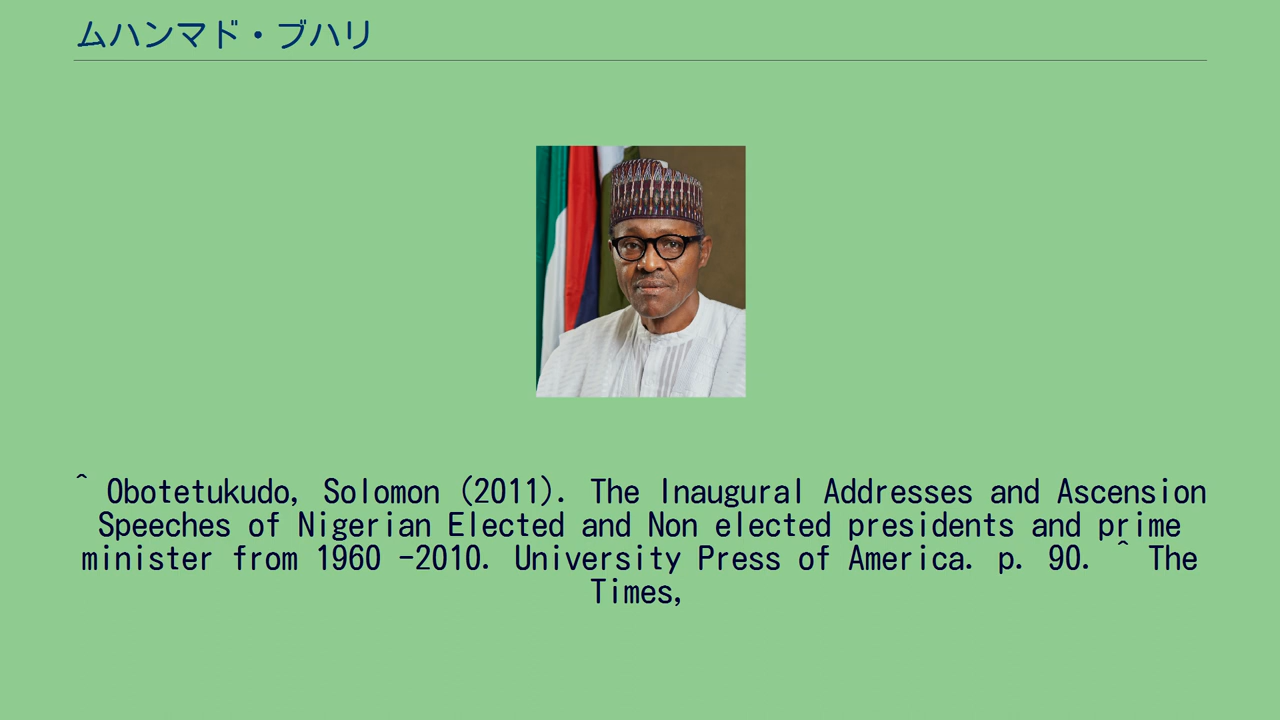 ムハンマド・ブハリ
^ Obotetukudo, Solomon (2011). The Inaugural Addresses and Ascension
Speeches of Nigerian Elected and Non elected presidents and prime
minister from 1960 -2010. University Press of America. p. 90. ^ The
Times,